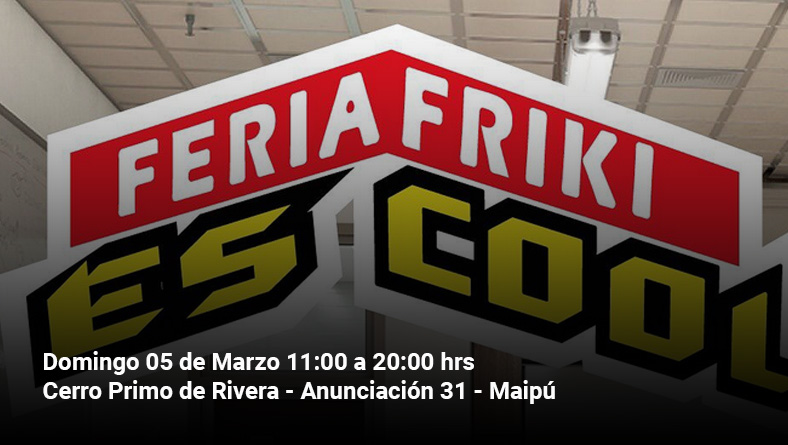 FERIA FRIKI
ES COOL
Domingo 05 de Marzo 11:00 a 20:00 hrs
Cerro Primo de Rivera - Anunciación 31 - Maipú